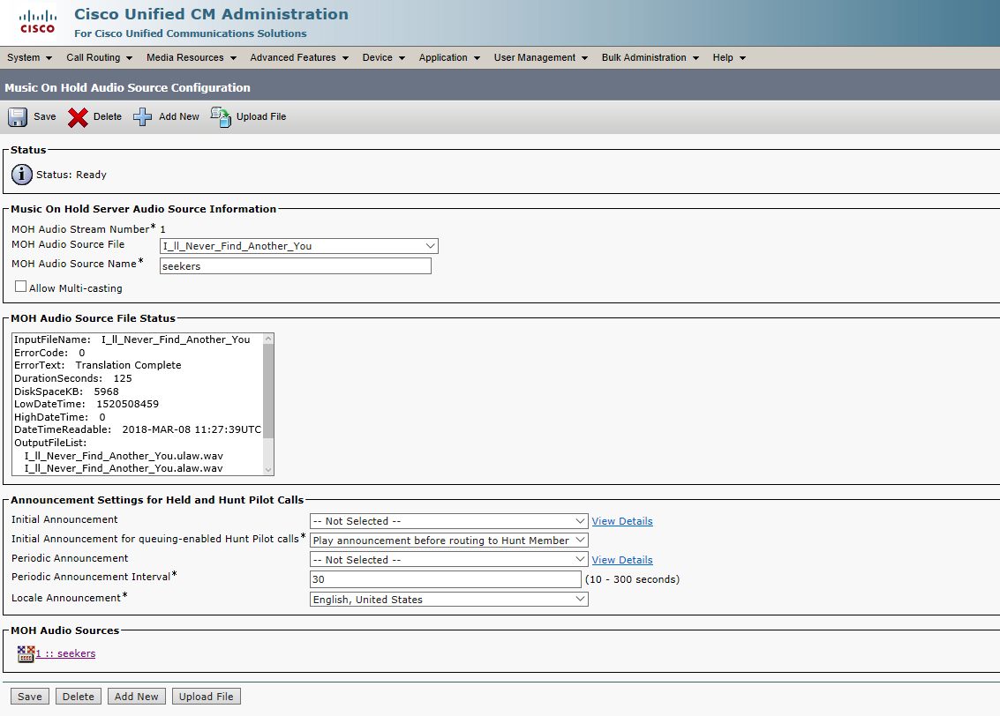 CISCO
Cisco Unified CM Administration
For Cisco Unified Communications Solutions
System Call Routing Media Resources Advanced Features Device Application User Management Bulk Administration Help
Music On Hold Audio Source Configuration
Save Delete Add New Upload File
Status
Status: Ready
Music On Hold Server Audio Source Information
MOH Audio Stream Number* 1
MOH Audio Source File I_ll_Never_Find_Another_You
MOH Audio Source Name* seekers
Allow Multi-casting
MOH Audio Source File Status
InputFileName: I_ll_Never_Find_Another_You
ErrorCode: 0
ErrorText: Translation Complete
DurationSeconds: 125
DiskSpaceKB: 5968
LowDateTime: 1520508459
HighDateTime: 0
DateTimeReadable: 2018-MAR-08 11:27:39UTC
OutputFileList:
I_ll_Never_Find_Another_You.ulaw.wav
I_ll_Never_Find_Another_You.alaw.wav
Announcement Settings for Held and Hunt Pilot Calls
Initial Announcement -- Not Selected -- View Details
Initial Announcement for queuing-enabled Hunt Pilot calls* Play announcement before routing to Hunt Member
Periodic Announcement -- Not Selected -- View Details
Periodic Announcement Interval* 30 (10 - 300 seconds)
Locale Announcement* English, United States
MOH Audio Sources
1 :: seekers
Save Delete Add New Upload File